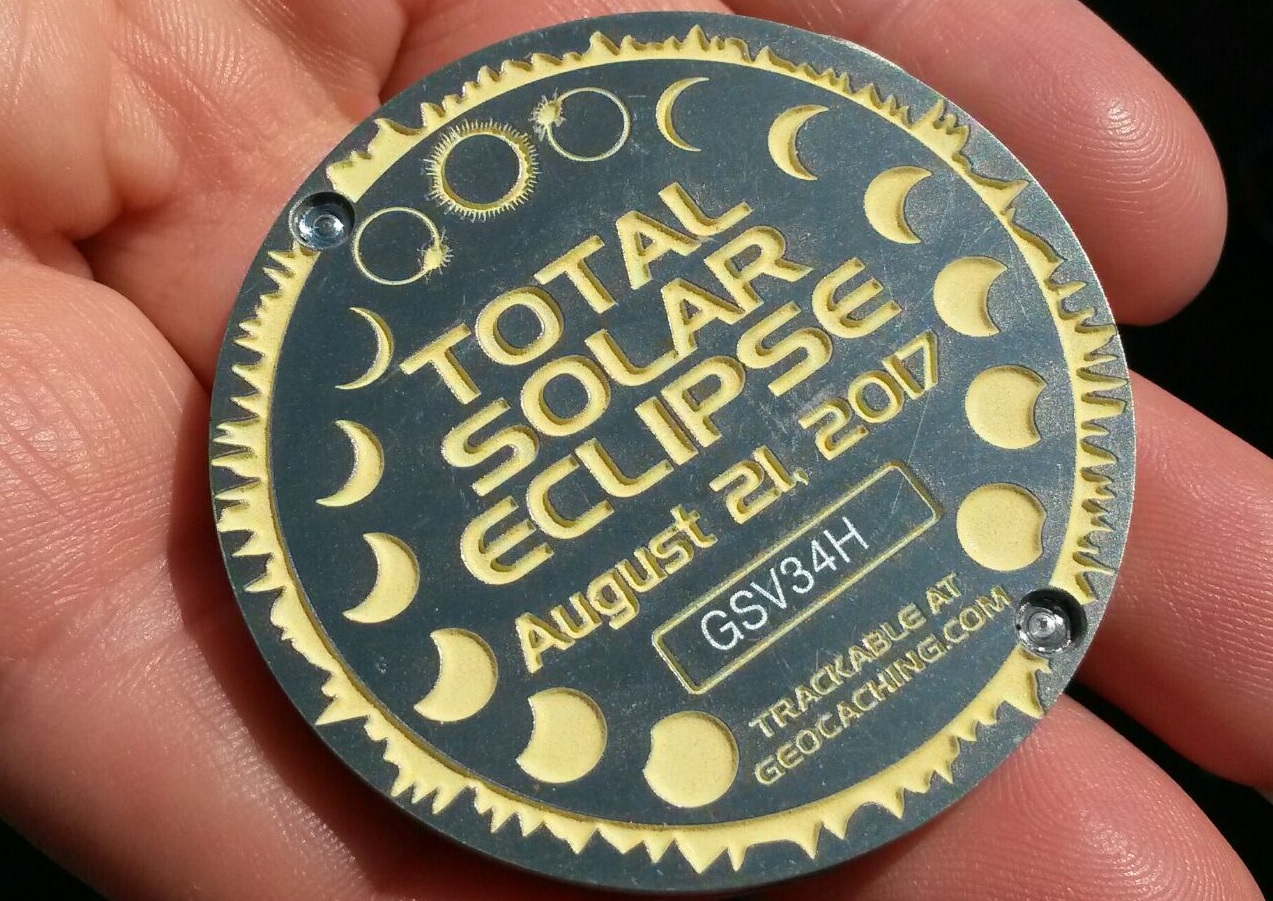 TOTAL
SOLAR
ECLIPSE
August 21, 2017
GSV34H
TRACKABLE AT
GEOCACHING.COM